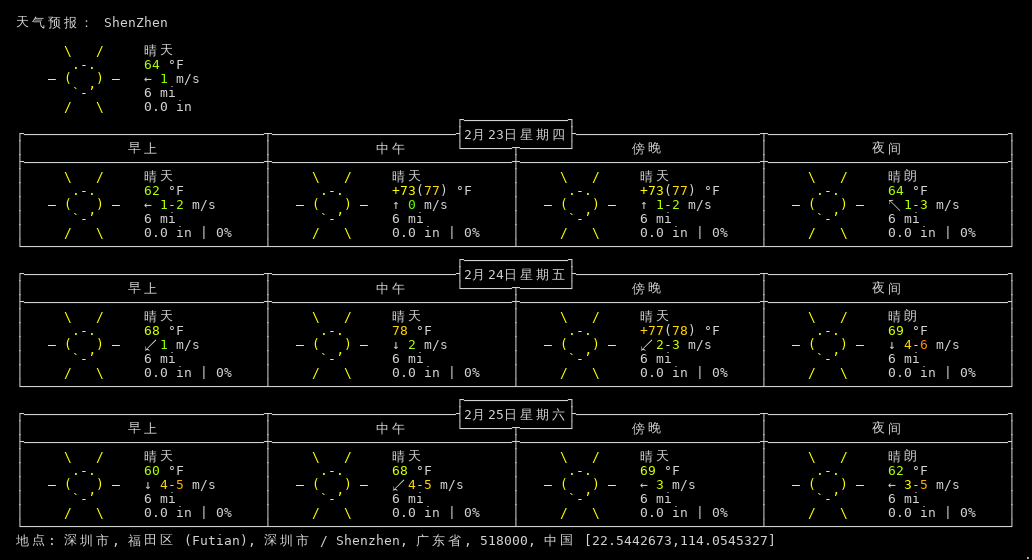 天气预报： ShenZhen
晴天
64 °F
← 1 m/s
6 mi
0.0 in
2月23日星期四
早上 中午 傍晚 夜间
晴天 晴天 晴天 晴朗
62 °F +73(77) °F +73(77) °F 64 °F
← 1-2 m/s ↑ 0 m/s ↑ 1-2 m/s ↖ 1-3 m/s
6 mi 6 mi 6 mi 6 mi
0.0 in | 0% 0.0 in | 0% 0.0 in | 0% 0.0 in | 0%
2月24日星期五
早上 中午 傍晚 夜间
晴天 晴天 晴天 晴朗
68 °F 78 °F +77(78) °F 69 °F
↙ 1 m/s ↓ 2 m/s ↙ 2-3 m/s ↓ 4-6 m/s
6 mi 6 mi 6 mi 6 mi
0.0 in | 0% 0.0 in | 0% 0.0 in | 0% 0.0 in | 0%
2月25日星期六
早上 中午 傍晚 夜间
晴天 晴天 晴天 晴朗
60 °F 68 °F 69 °F 62 °F
↓ 4-5 m/s ↙ 4-5 m/s ← 3 m/s ← 3-5 m/s
6 mi 6 mi 6 mi 6 mi
0.0 in | 0% 0.0 in | 0% 0.0 in | 0% 0.0 in | 0%
地点: 深圳市, 福田区 (Futian), 深圳市 / Shenzhen, 广东省, 518000, 中国 [22.5442673,114.0545327]